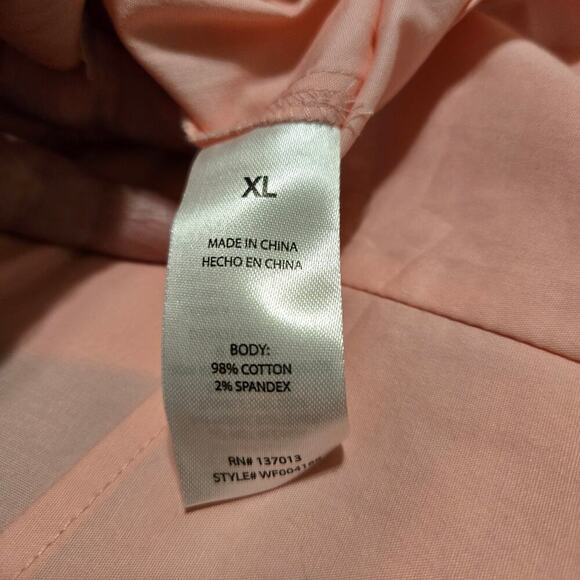 XL
MADE IN CHINA
HECHO EN CHINA
BODY:
98% COTTON
2% SPANDEX
RN# 137013
STYLE#